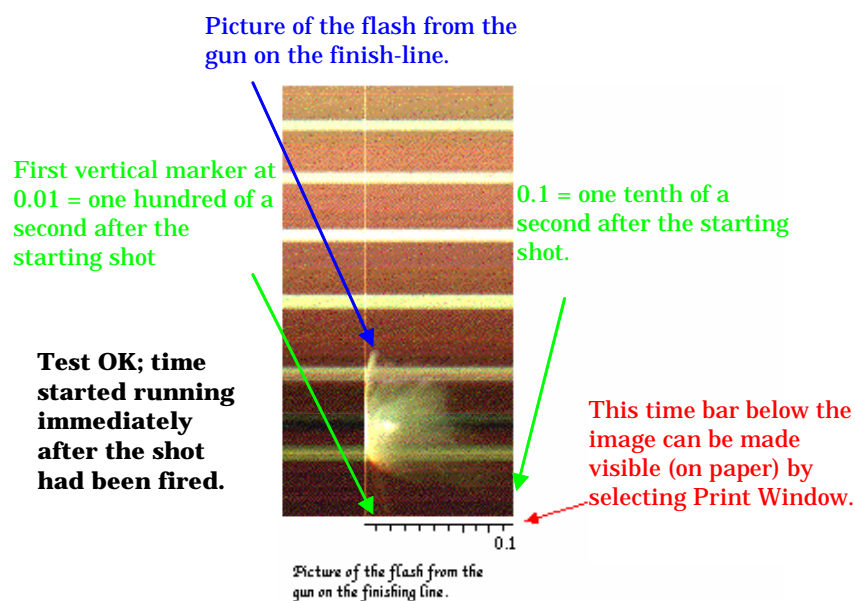 Picture of the flash from the
gun on the finish-line.
First vertical marker at
0.01 = one hundred of a
second after the
starting shot
0.1 = one tenth of a
second after the starting
shot.
Test OK; time
started running
immediately
after the shot
had been fired.
This time bar below the
image can be made
visible (on paper) by
selecting Print Window.
0.1
Picture of the flash from the
gun on the finishing line.